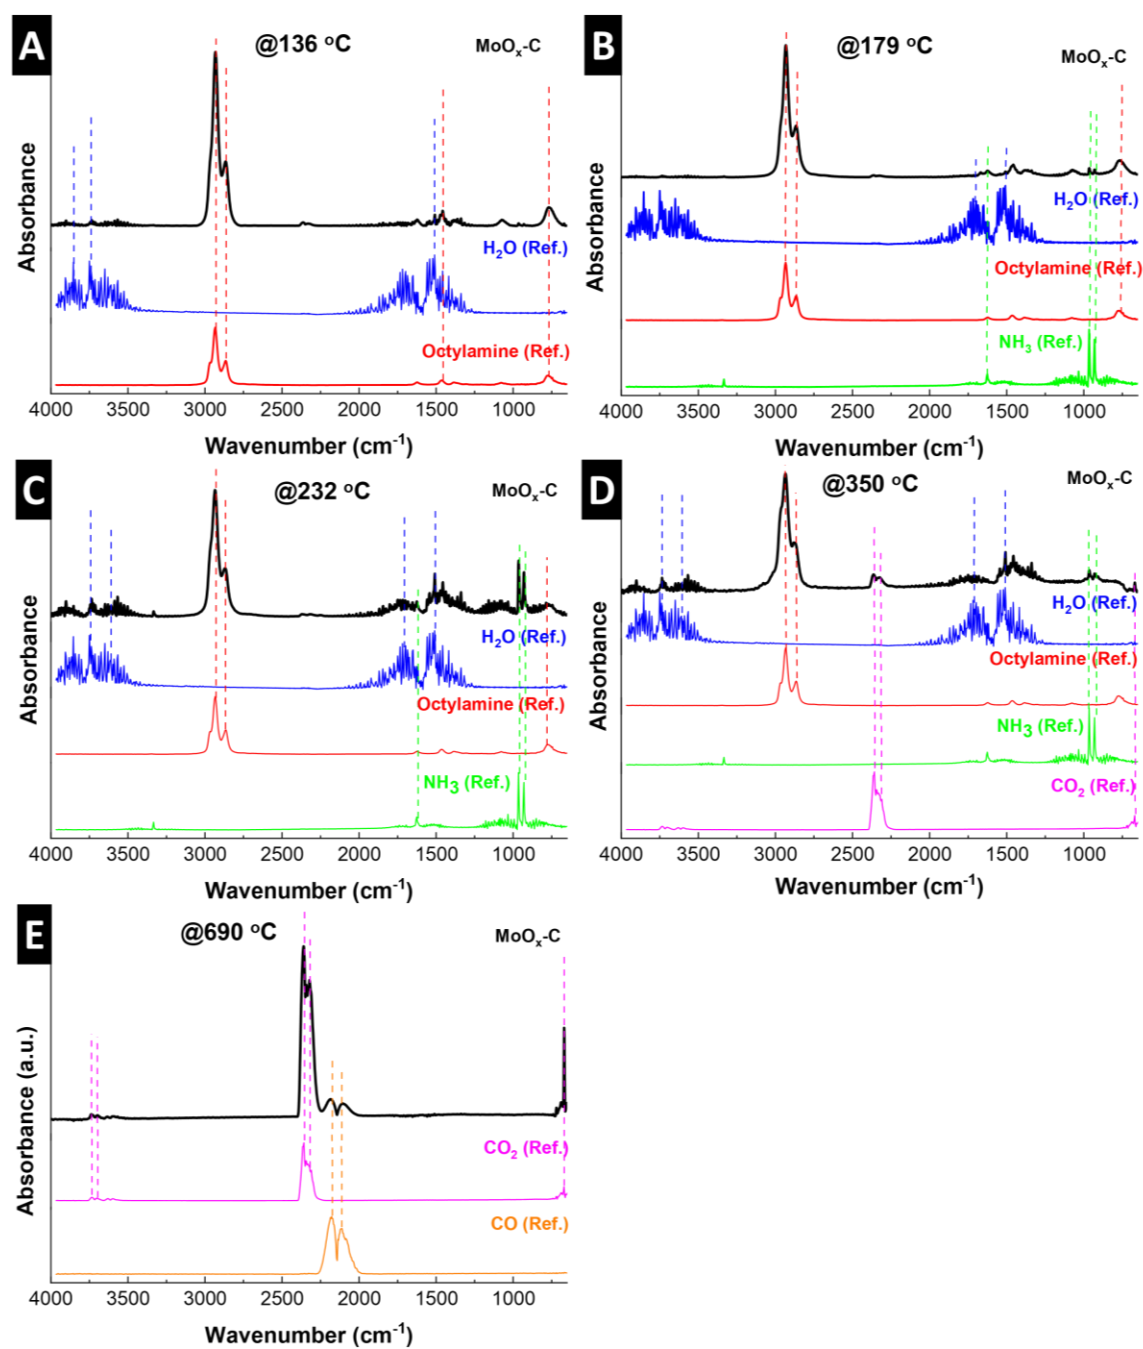 A
@136 °C
MoOₓ-C
H₂O (Ref.)
Octylamine (Ref.)
Absorbance
4000 3500 3000 2500 2000 1500 1000
Wavenumber (cm⁻¹)
B
@179 °C
MoOₓ-C
H₂O (Ref.)
Octylamine (Ref.)
NH₃ (Ref.)
Absorbance
4000 3500 3000 2500 2000 1500 1000
Wavenumber (cm⁻¹)
C
@232 °C
MoOₓ-C
H₂O (Ref.)
Octylamine (Ref.)
NH₃ (Ref.)
Absorbance
4000 3500 3000 2500 2000 1500 1000
Wavenumber (cm⁻¹)
D
@350 °C
MoOₓ-C
H₂O (Ref.)
Octylamine (Ref.)
NH3 (Ref.)
CO₂ (Ref.)
Absorbance
4000 3500 3000 2500 2000 1500 1000
Wavenumber (cm⁻¹)
E
@690 °C
MoOₓ-C
CO₂ (Ref.)
CO (Ref.)
Absorbance (a.u.)
4000 3500 3000 2500 2000 1500 1000
Wavenumber (cm⁻¹)